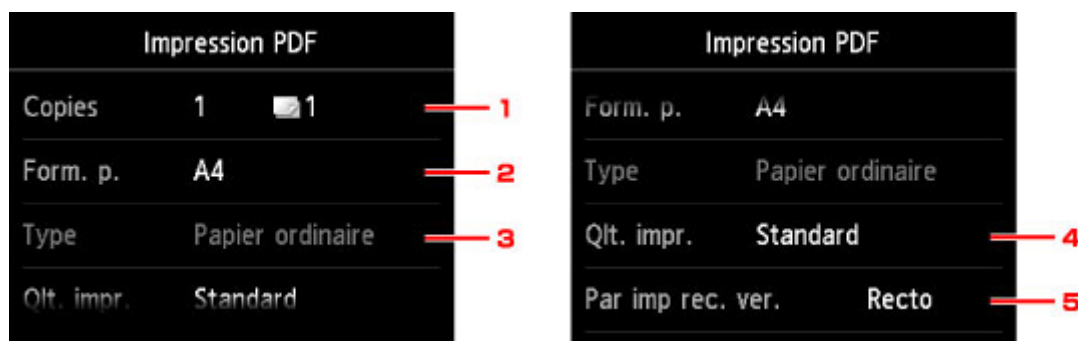 Impression PDF
Copies 1 1 1
Form. p. A4 2
Type Papier ordinaire 3
Qlt. impr. Standard
Impression PDF
Form. p. A4
Type Papier ordinaire
Qlt. impr. Standard 4
Par imp rec. ver. Recto 5